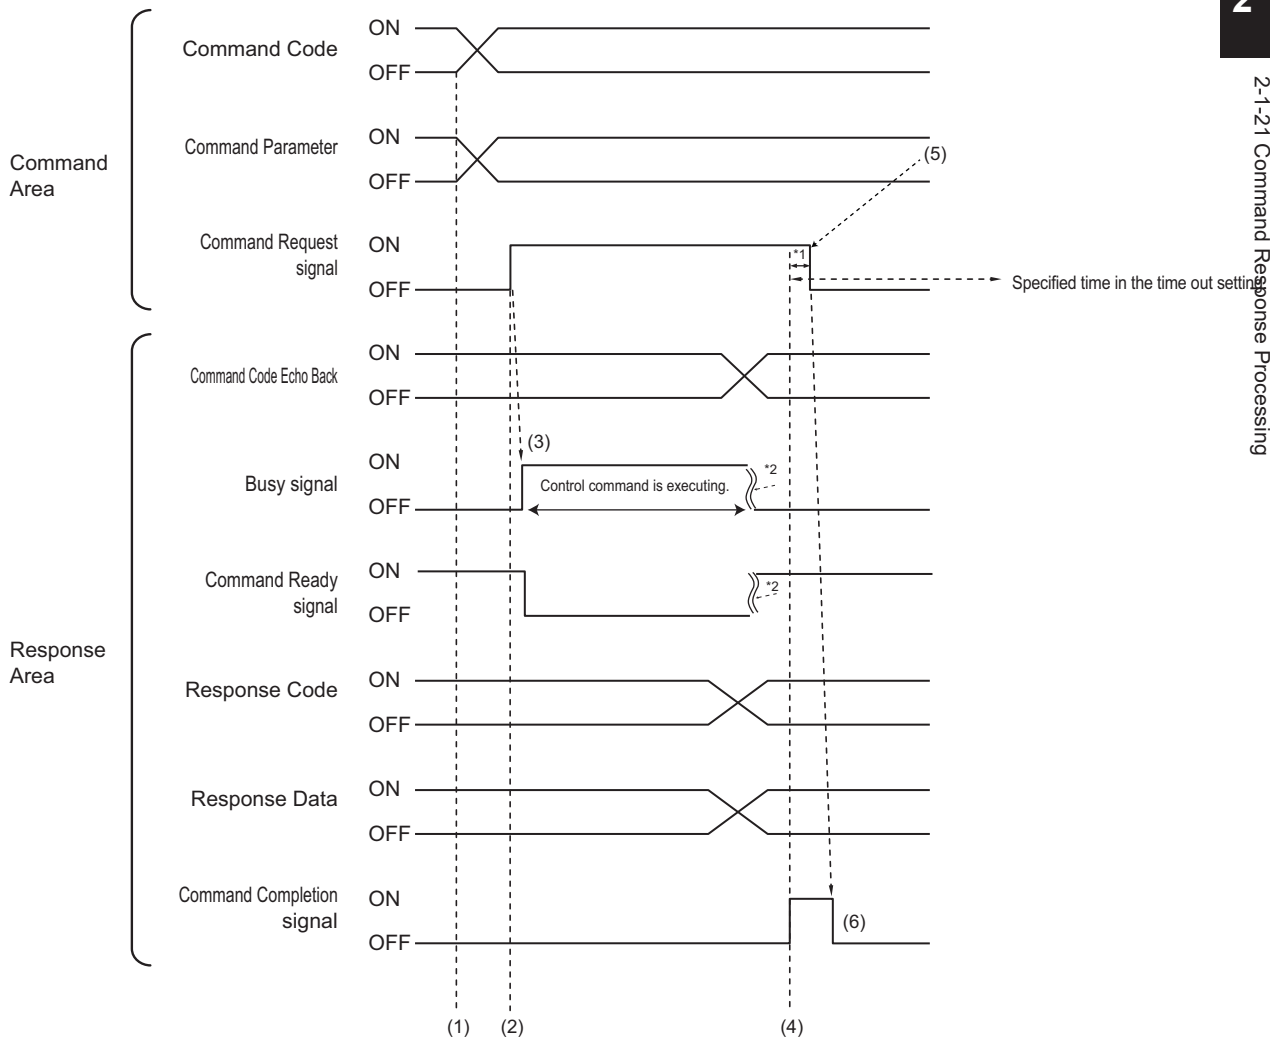 2
2-1-21 Command Response Processing
Command
Area
Command Code
ON
OFF
Command Parameter
ON
OFF
(5)
Command Request
signal
ON
OFF
*1
Specified time in the time out setting.
Response
Area
Command Code Echo Back
ON
OFF
Busy signal
ON
OFF
(3)
Control command is executing.
*2
Command Ready
signal
ON
OFF
*2
Response Code
ON
OFF
Response Data
ON
OFF
Command Completion
signal
ON
OFF
(6)
(1)
(2)
(4)